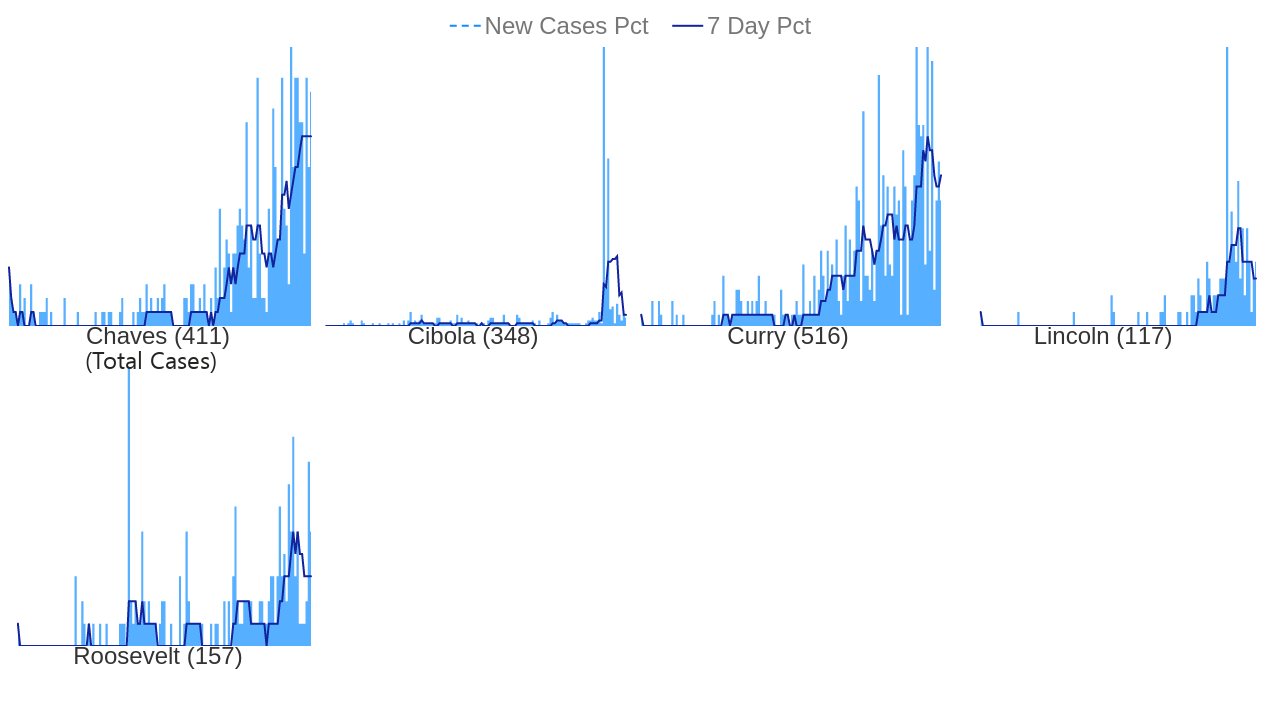 New Cases Pct 7 Day Pct
Chaves (411)
(Total Cases)
Cibola (348)
Curry (516)
Lincoln (117)
Roosevelt (157)